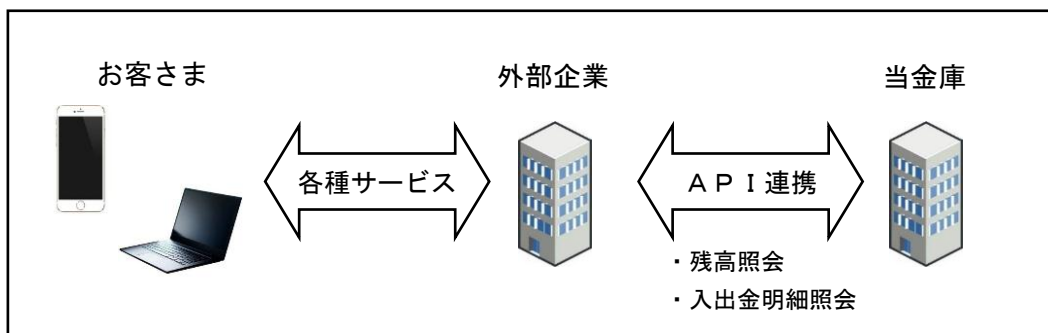 お客さま
外部企業
当金庫
各種サービス
ＡＰＩ連携
・残高照会
・入出金明細照会